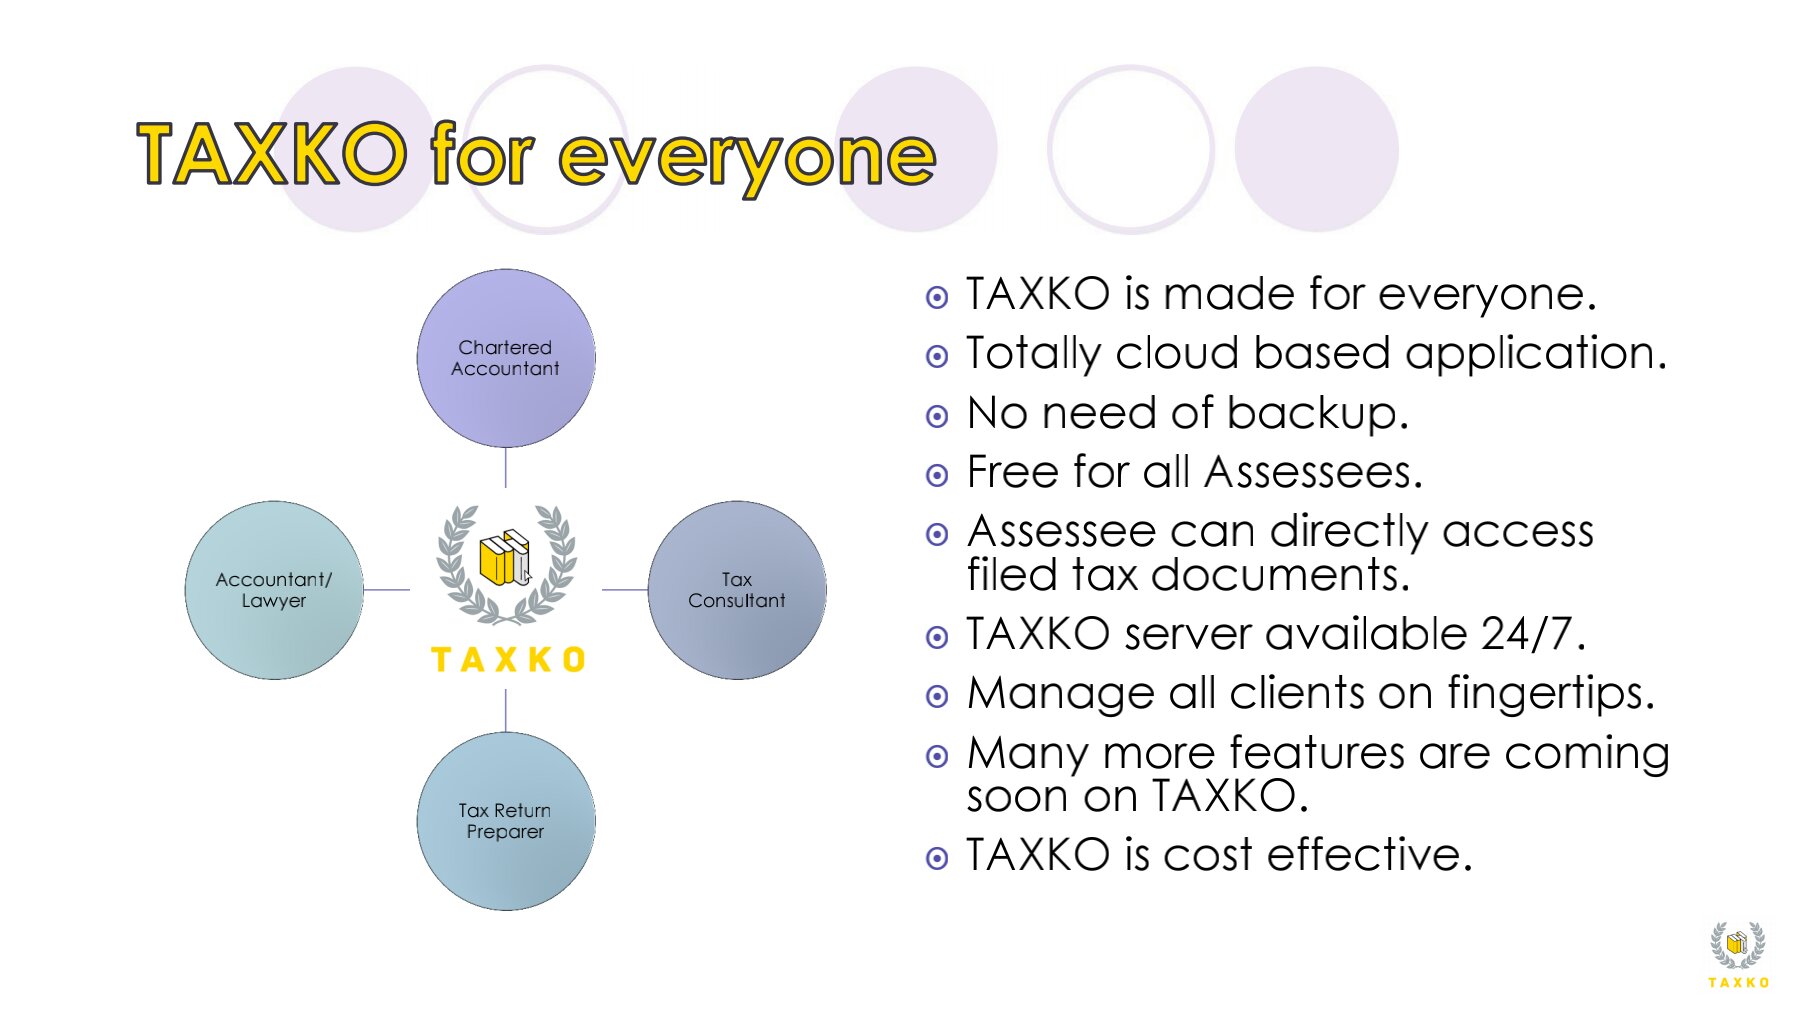 TAXKO for everyone
Chartered
Accountant
Accountant/
Lawyer
TAXKO
Tax
Consultant
Tax Return
Preparer
TAXKO is made for everyone.
Totally cloud based application.
No need of backup.
Free for all Assessees.
Assessee can directly access
filed tax documents.
TAXKO server available 24/7.
Manage all clients on fingertips.
Many more features are coming
soon on TAXKO.
TAXKO is cost effective.
TAXKO